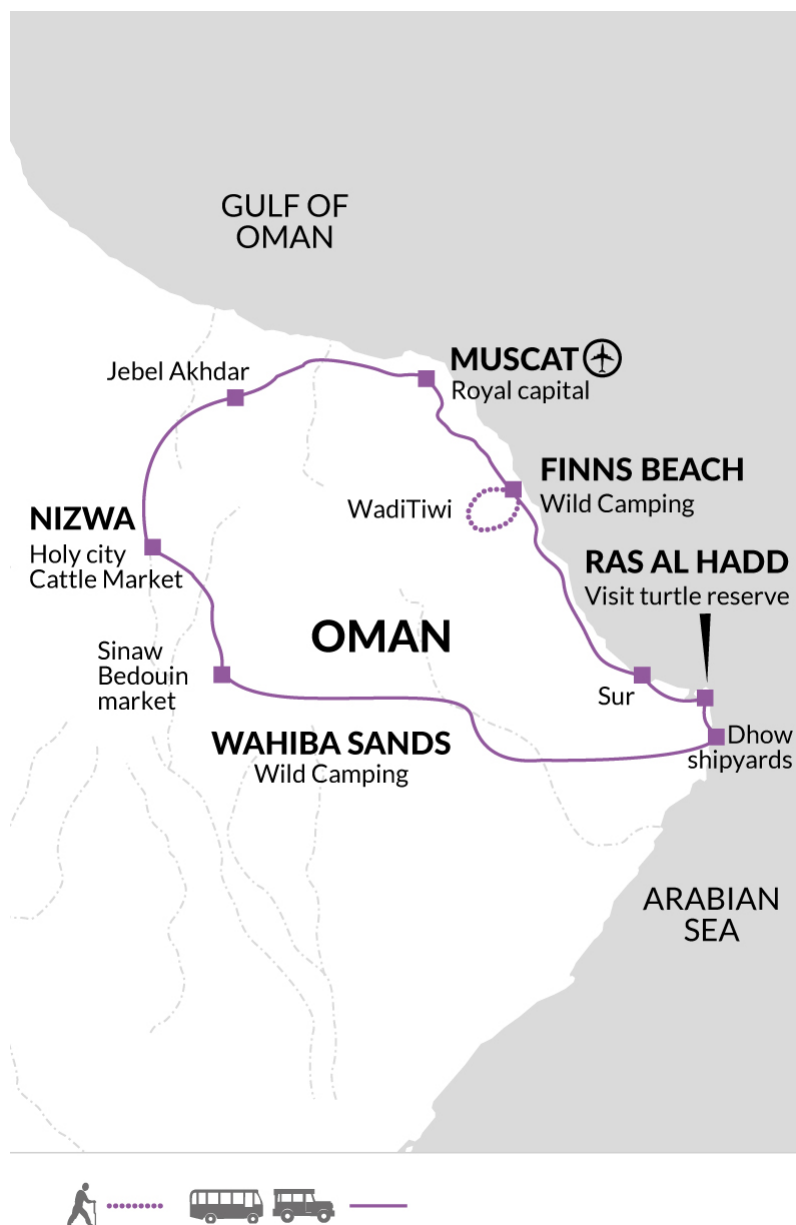 GULF OF
OMAN
Jebel Akhdar
MUSCAT
Royal capital
FINNS BEACH
Wild Camping
WadiTiwi
NIZWA
Holy city
Cattle Market
RAS AL HADD
Visit turtle reserve
OMAN
Sinaw
Bedouin
market
Sur
WAHIBA SANDS
Wild Camping
Dhow
shipyards
ARABIAN
SEA